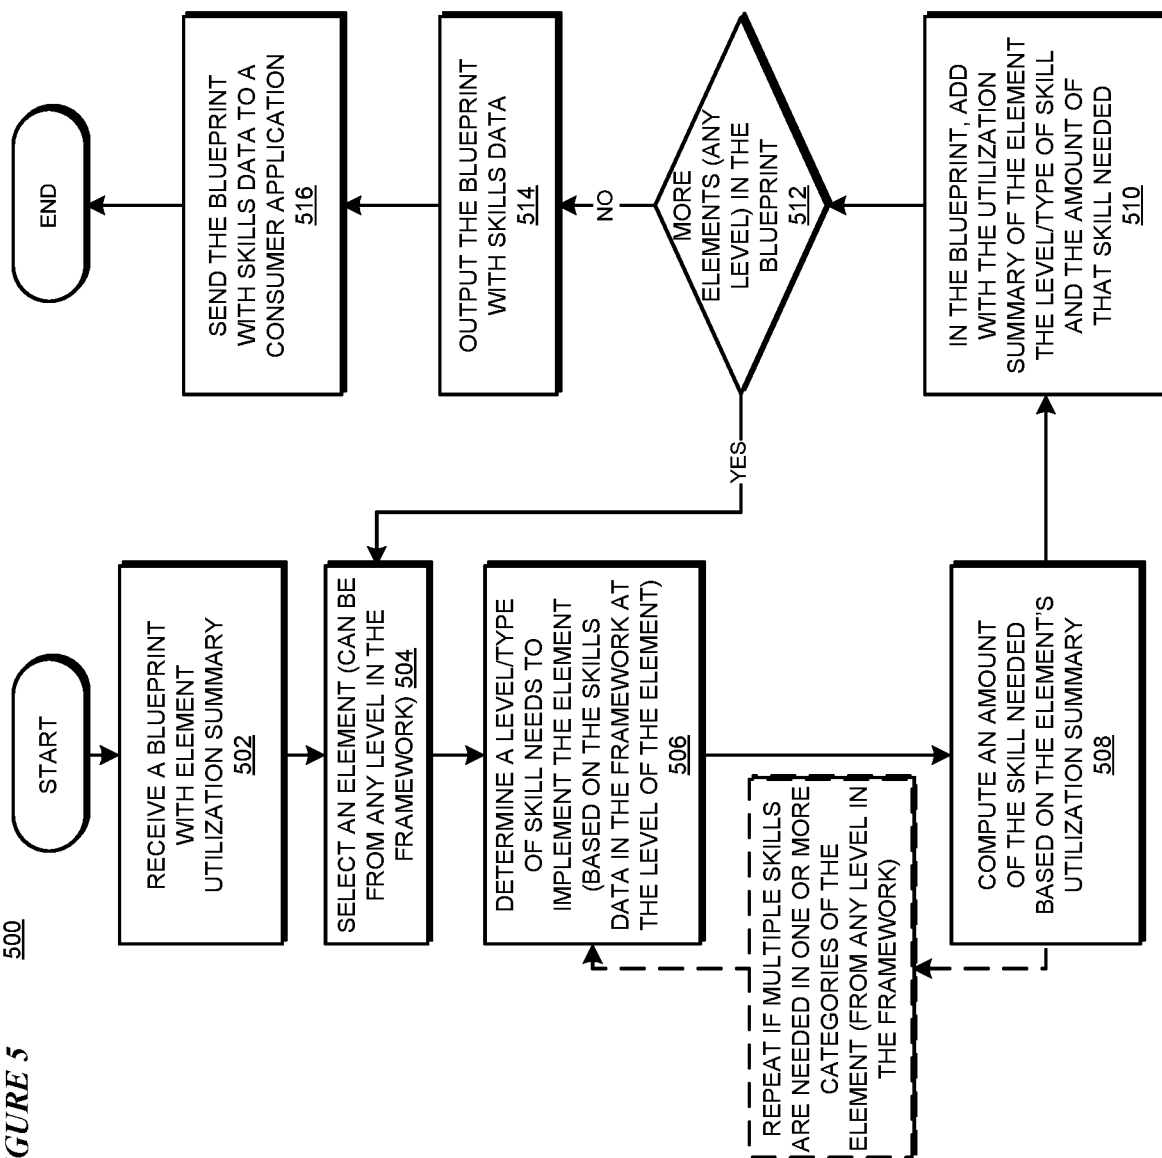 GURE 5
500
START
RECEIVE A BLUEPRINT
WITH ELEMENT
UTILIZATION SUMMARY
502
SELECT AN ELEMENT (CAN BE
FROM ANY LEVEL IN THE
FRAMEWORK) 504
DETERMINE A LEVEL/TYPE
OF SKILL NEEDS TO
IMPLEMENT THE ELEMENT
(BASED ON THE SKILLS
DATA IN THE FRAMEWORK AT
THE LEVEL OF THE ELEMENT)
506
REPEAT IF MULTIPLE SKILLS
ARE NEEDED IN ONE OR MORE
CATEGORIES OF THE
ELEMENT (FROM ANY LEVEL IN
THE FRAMEWORK)
COMPUTE AN AMOUNT
OF THE SKILL NEEDED
BASED ON THE ELEMENT'S
UTILIZATION SUMMARY
508
IN THE BLUEPRINT, ADD
WITH THE UTILIZATION
SUMMARY OF THE ELEMENT
THE LEVEL/TYPE OF SKILL
AND THE AMOUNT OF
THAT SKILL NEEDED
510
MORE
ELEMENTS (ANY
LEVEL) IN THE
BLUEPRINT
512
YES
NO
OUTPUT THE BLUEPRINT
WITH SKILLS DATA
514
SEND THE BLUEPRINT
WITH SKILLS DATA TO A
CONSUMER APPLICATION
516
END